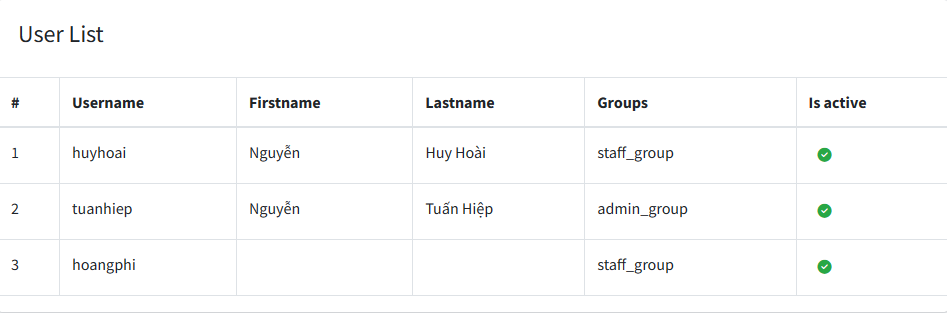 User List
# Username Firstname Lastname Groups Is active
1 huyhoai Nguyễn Huy Hoài staff_group
2 tuanhiep Nguyễn Tuấn Hiệp admin_group
3 hoangphi staff_group